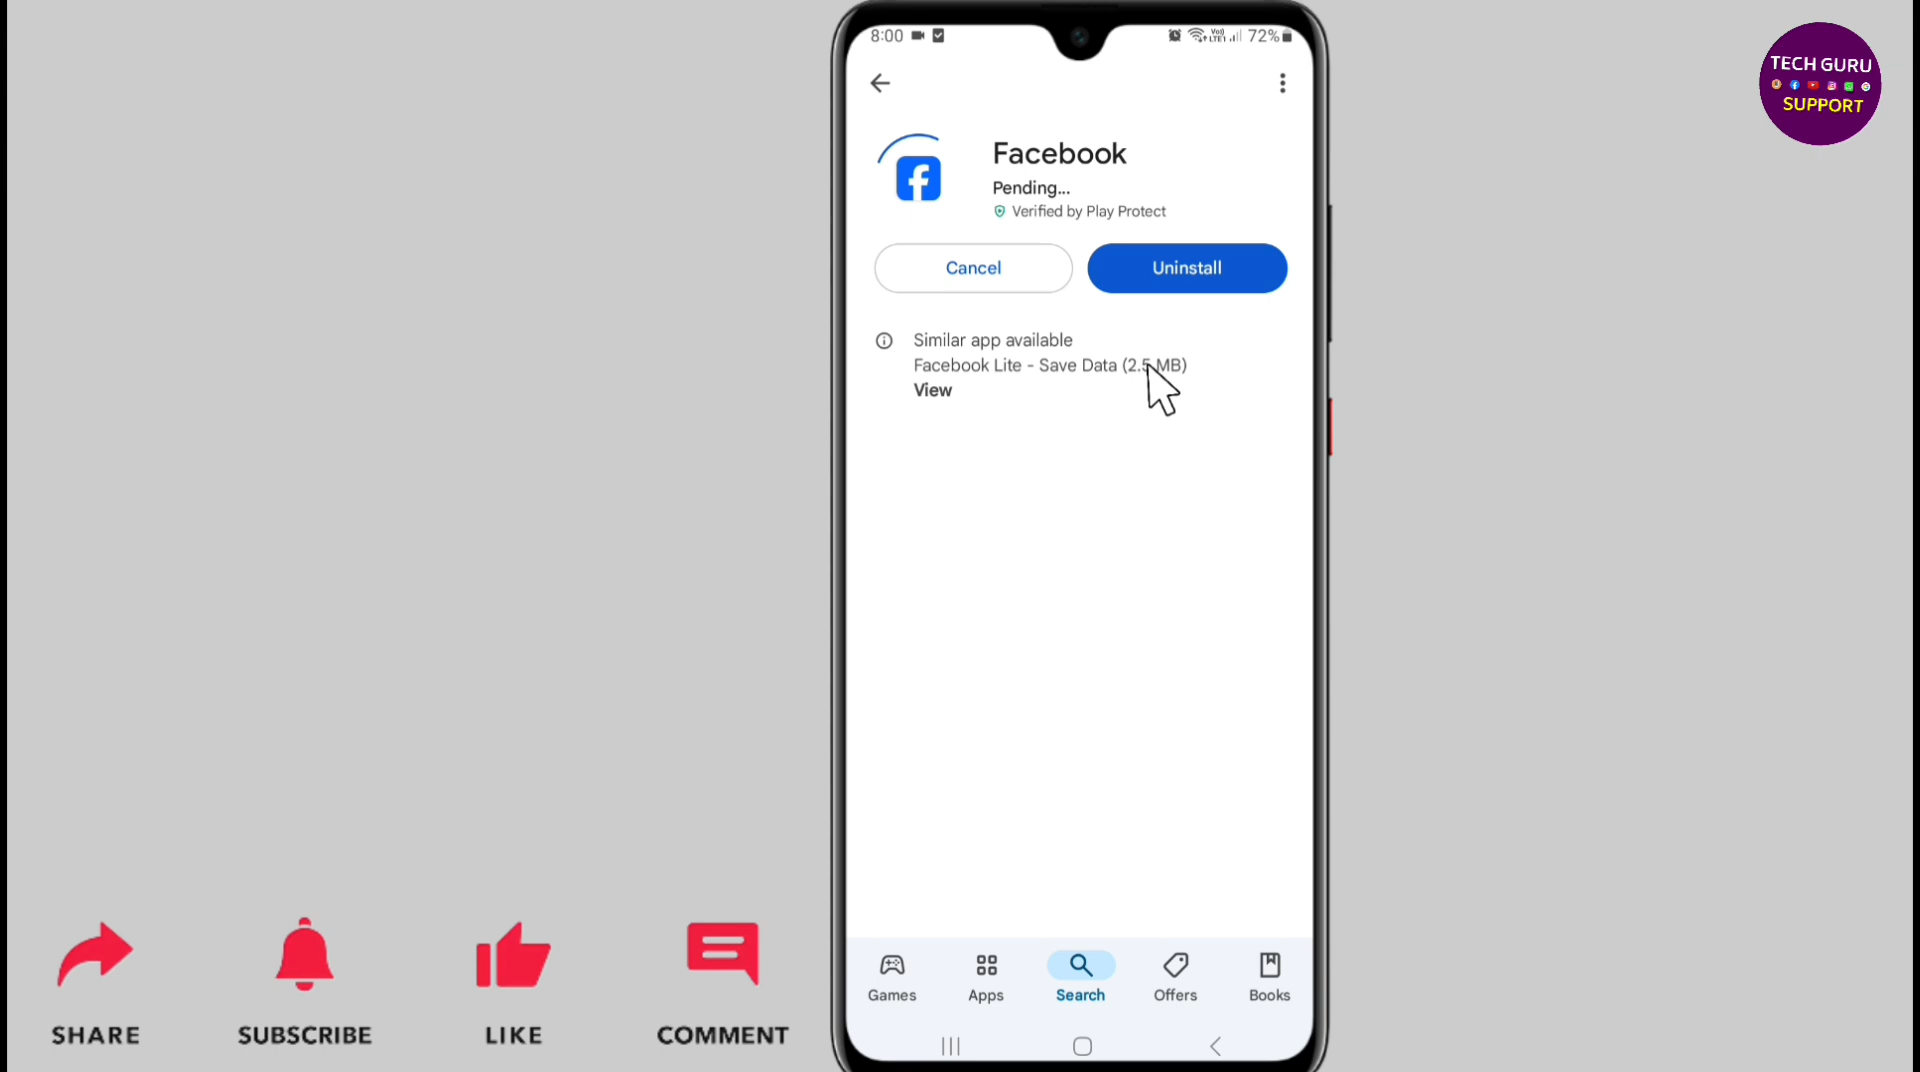 8:00
72%
TECH GURU
SUPPORT
Facebook
Pending...
Verified by Play Protect
Cancel
Uninstall
Similar app available
Facebook Lite - Save Data (2.5 MB)
View
Games
Apps
Search
Offers
Books
SHARE
SUBSCRIBE
LIKE
COMMENT